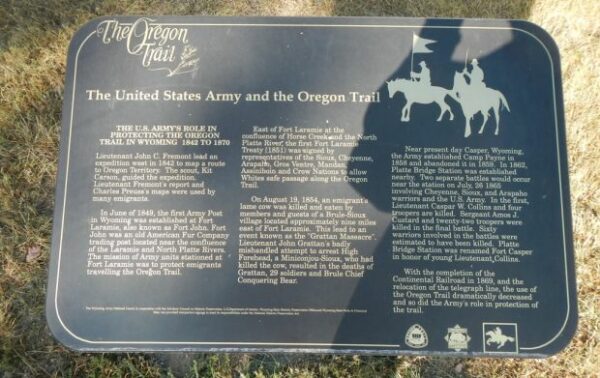 The Oregon
Trail
The United States Army and the Oregon Trail
THE U.S. ARMY'S ROLE IN
PROTECTING THE OREGON
TRAIL IN WYOMING 1842 TO 1870
Lieutenant John C. Fremont lead an
expedition west in 1842 to map a route
to Oregon Territory. The scout, Kit
Carson, guided the expedition.
Lieutenant Fremont's report and
Charles Preuss's maps were used by
many emigrants.
In June of 1849, the first Army Post
in Wyoming was established at Fort
Laramie, also known as Fort John. Fort
John was an old American Fur Company
trading post located near the confluence
of the Laramie and North Platte Rivers.
The mission of Army units stationed at
Fort Laramie was to protect emigrants
travelling the Oregon Trail.
East of Fort Laramie at the
confluence of Horse Creek and the North
Platte River, the first Fort Laramie
Treaty (1851) was signed by
representatives of the Sioux, Cheyenne,
Arapaho, Gros Ventre, Mandan,
Assiniboin and Crow Nations to allow
Whites safe passage along the Oregon
Trail.
On August 19, 1854, an emigrant's
lame cow was killed and eaten by
members and guests of a Brule-Sioux
village located approximately nine miles
east of Fort Laramie. This lead to an
event known as the "Grattan Massacre".
Lieutenant John Grattan's badly
mishandled attempt to arrest High
Forehead, a Miniconjou-Sioux, who had
killed the cow, resulted in the deaths of
Grattan, 29 soldiers and Brule Chief
Conquering Bear.
Near present day Casper, Wyoming,
the Army established Camp Payne in
1858 and abandoned it in 1859. In 1862,
Platte Bridge Station was established
nearby. Two separate battles would occur
near the station on July, 26 1865
involving Cheyenne, Sioux, and Arapaho
warriors and the U.S. Army. In the first,
Lieutenant Caspar W. Collins and four
troopers are killed. Sergeant Amos J.
Custard and twenty-two troopers were
killed in the final battle. Sixty
warriors involved in the battles were
estimated to have been killed. Platte
Bridge Station was renamed Fort Casper
in honor of young Lieutenant Collins.
With the completion of the
Continental Railroad in 1869, and the
relocation of the telegraph line, the use of
the Oregon Trail dramatically decreased
and so did the Army's role in protection of
the trail.